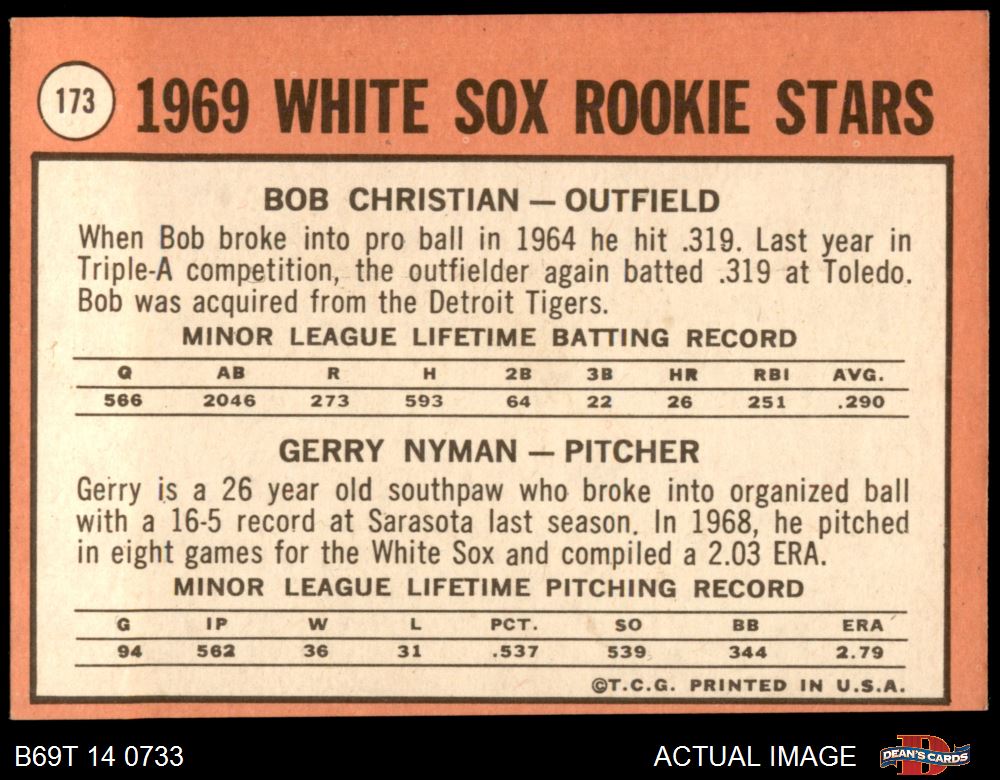 173 1969 WHITE SOX ROOKIE STARS
BOB CHRISTIAN — OUTFIELD
When Bob broke into pro ball in 1964 he hit .319. Last year in
Triple-A competition, the outfielder again batted .319 at Toledo.
Bob was acquired from the Detroit Tigers.
MINOR LEAGUE LIFETIME BATTING RECORD
G AB R H 2B 3B HR RBI AVG.
566 2046 273 593 64 22 26 251 .290
GERRY NYMAN — PITCHER
Gerry is a 26 year old southpaw who broke into organized ball
with a 16-5 record at Sarasota last season. In 1968, he pitched
in eight games for the White Sox and compiled a 2.03 ERA.
MINOR LEAGUE LIFETIME PITCHING RECORD
G IP W L PCT. SO BB ERA
94 562 36 31 .537 539 344 2.79
©T.C.G. PRINTED IN U.S.A.
B69T 14 0733 ACTUAL IMAGE DEAN'S CARDS